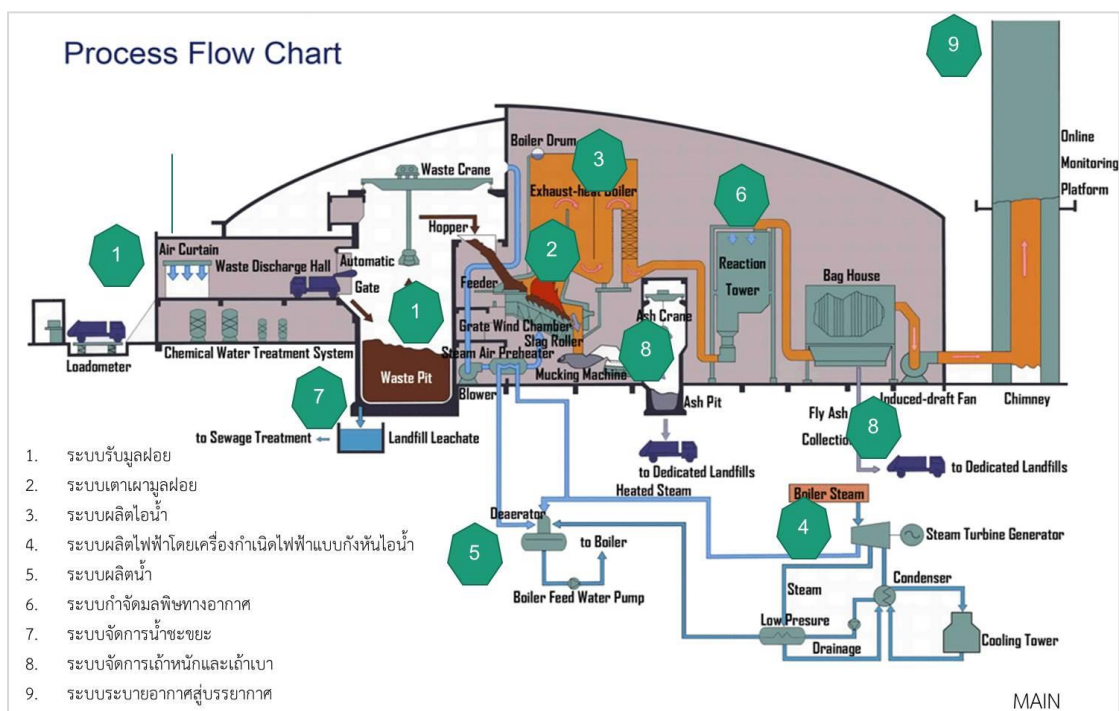 Process Flow Chart
9
Boiler Drum
3
Waste Crane
Exhaust-heat Boiler
Online
Monitoring
Platform
6
Hopper
1
Air Curtain
Waste Discharge Hall
Automatic
Gate
2
Feeder
Reaction
Tower
Bag House
1
Grate Wind Chamber
Slag Roller
Ash Crane
8
Loadometer
Chemical Water Treatment System
Steam Air Preheater
Mucking Machine
Waste Pit
Blower
7
Ash Pit
Induced-draft Fan
Chimney
Fly Ash
Collection
8
to Sewage Treatment
Landfill Leachate
to Dedicated Landfills
to Dedicated Landfills
Heated Steam
Boiler Steam
Deaerator
4
Steam Turbine Generator
5
to Boiler
Boiler Feed Water Pump
Steam
Condenser
Low Presure
Drainage
Cooling Tower
1. ระบบรับมูลฝอย
2. ระบบเตาเผามูลฝอย
3. ระบบผลิตไอน้ำ
4. ระบบผลิตไฟฟ้าโดยเครื่องกำเนิดไฟฟ้าแบบกังหันไอน้ำ
5. ระบบผลิตน้ำ
6. ระบบกำจัดมลพิษทางอากาศ
7. ระบบจัดการน้ำชะขยะ
8. ระบบจัดการเถ้าหนักและเถ้าเบา
9. ระบบระบายอากาศสู่บรรยากาศ
MAIN